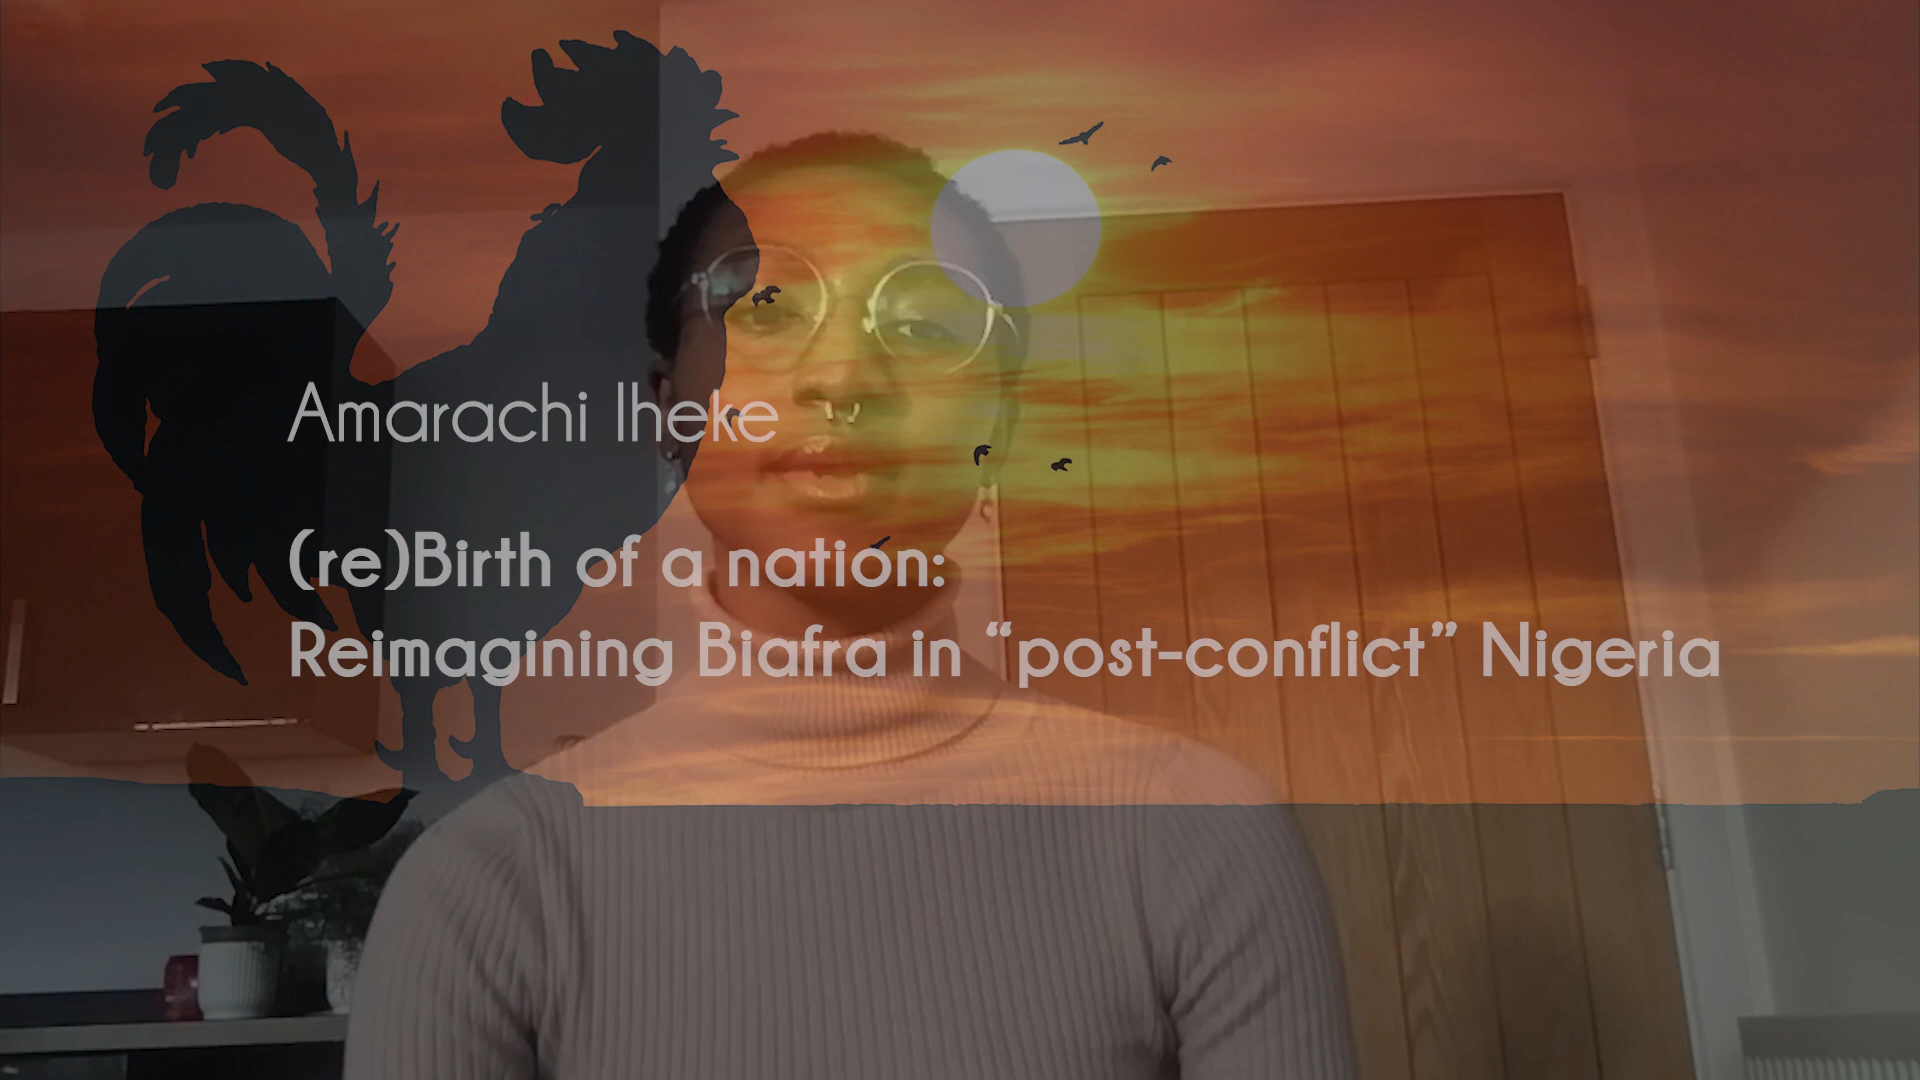 Amarachi Iheke
(re)Birth of a nation:
Reimagining Biafra in “post-conflict” Nigeria